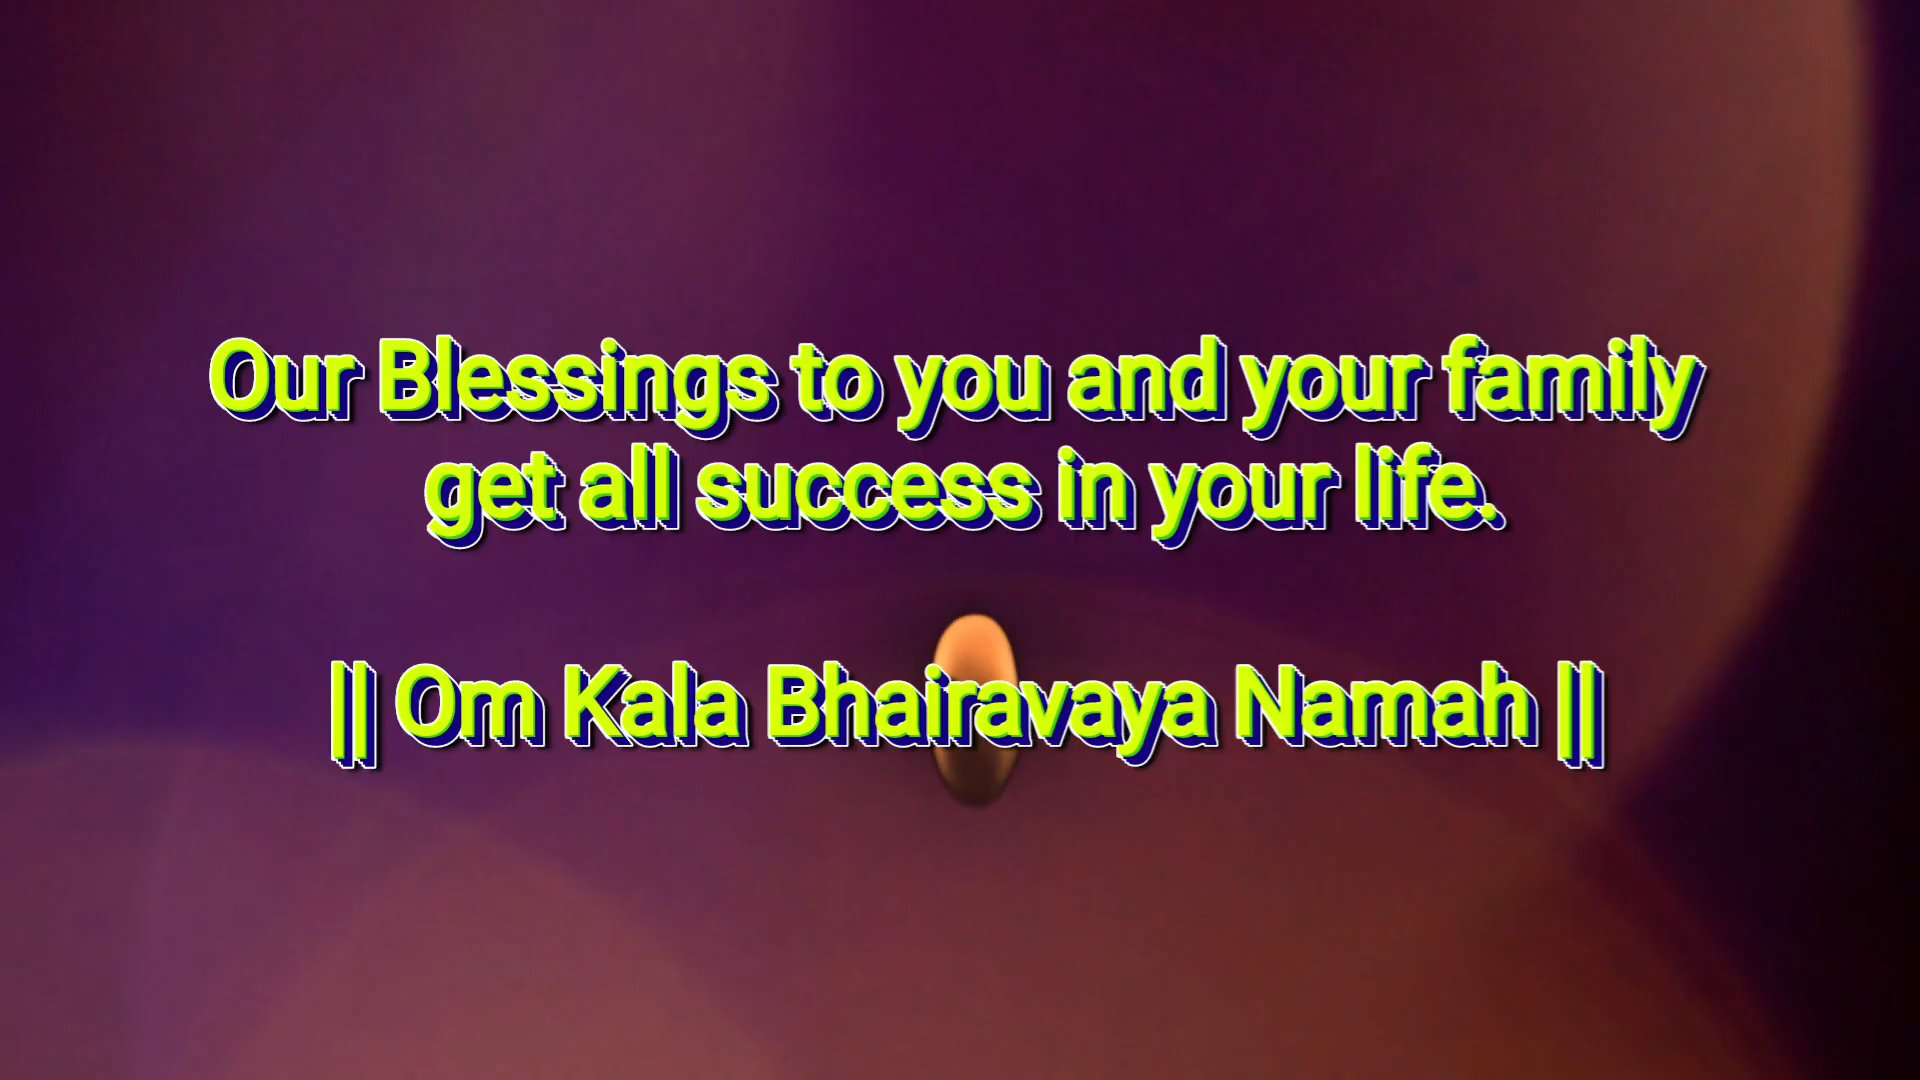 Our Blessings to you and your family
get all success in your life.
|| Om Kala Bhairavaya Namah ||